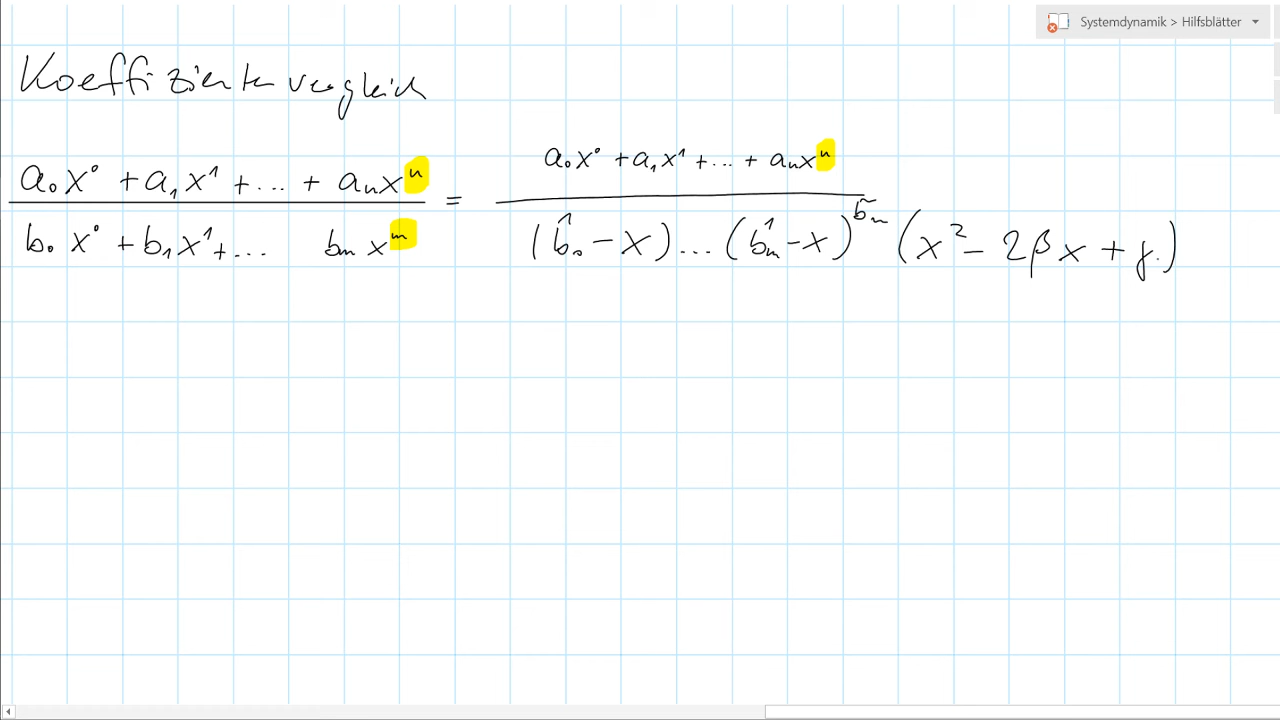 Systemdynamik > Hilfsblätter
Koeffizientenvergleich
a₀x⁰ + a₁x¹ + ... + aₙxⁿ
b₀x⁰ + b₁x¹ + ... bₘxᵐ
=
a₀x⁰ + a₁x¹ + ... + aₙxⁿ
(b̂₀ - x) ... (b̂ₘ - x)^b̃ₘ (x² - 2βx + γ.)